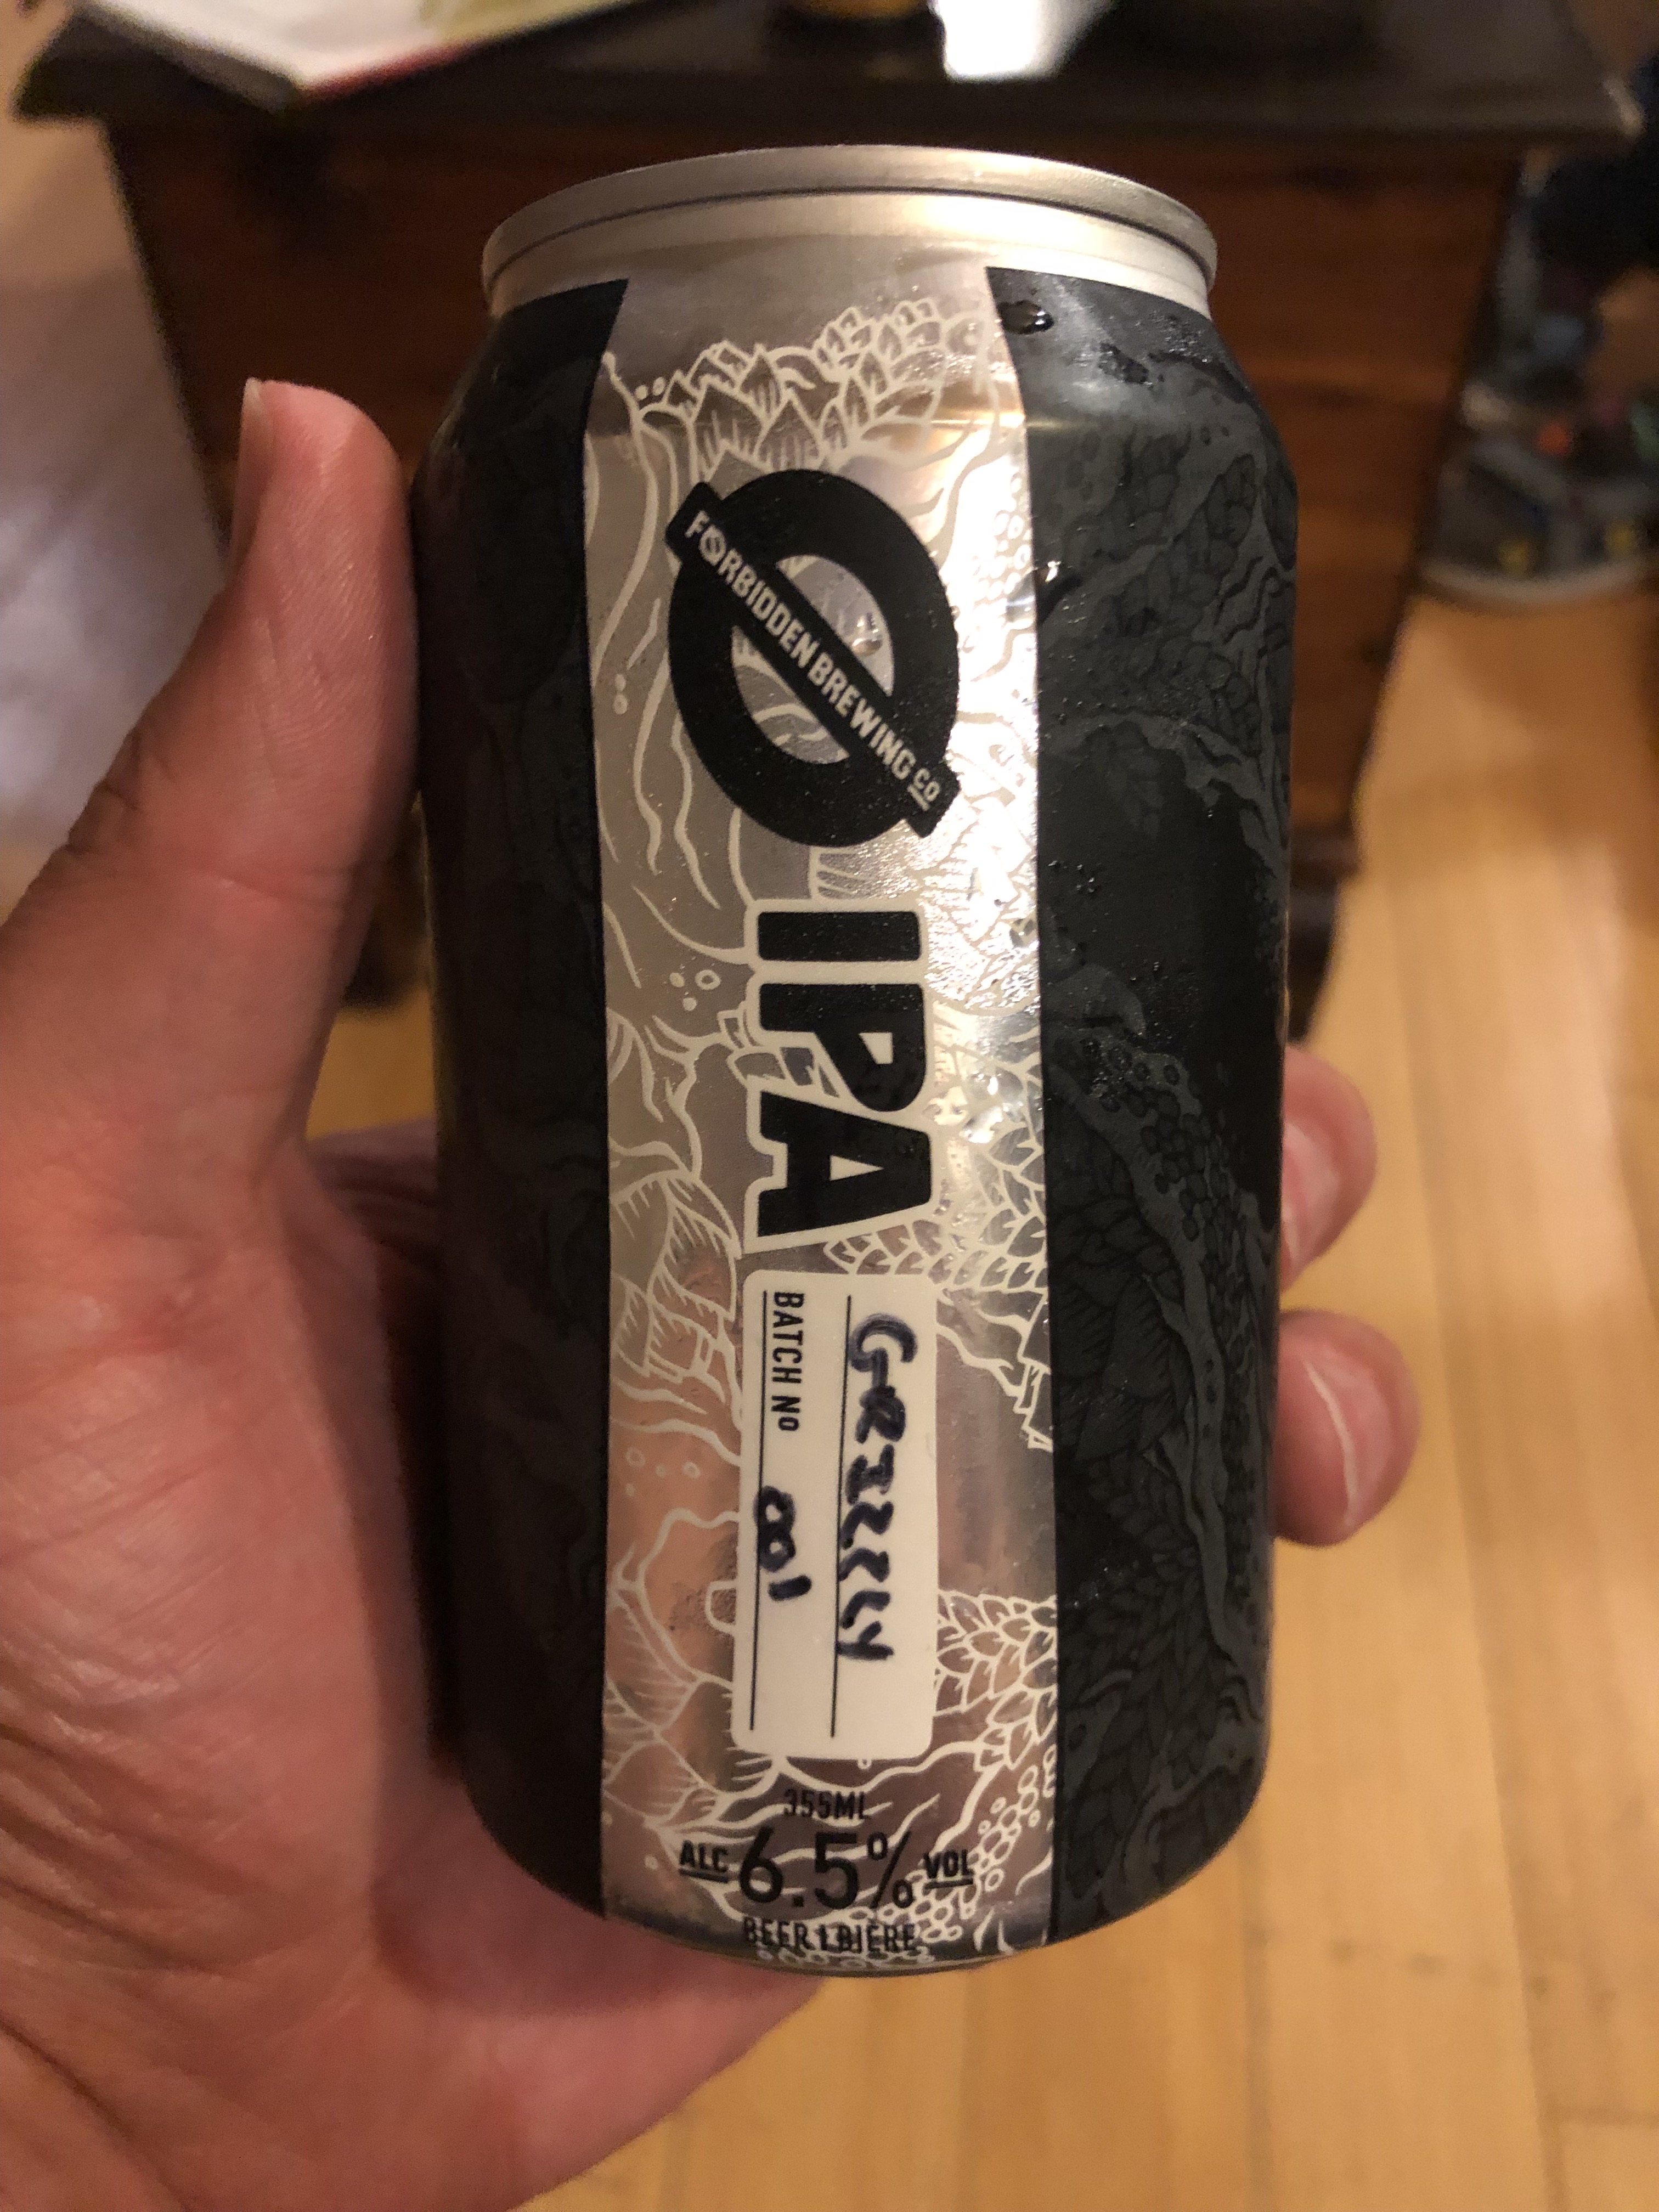 FORBIDDEN BREWING CO
IPA
GRIZZLY
BATCH Nº 001
355ML
ALC 6.5% VOL
BEER | BIÈRE